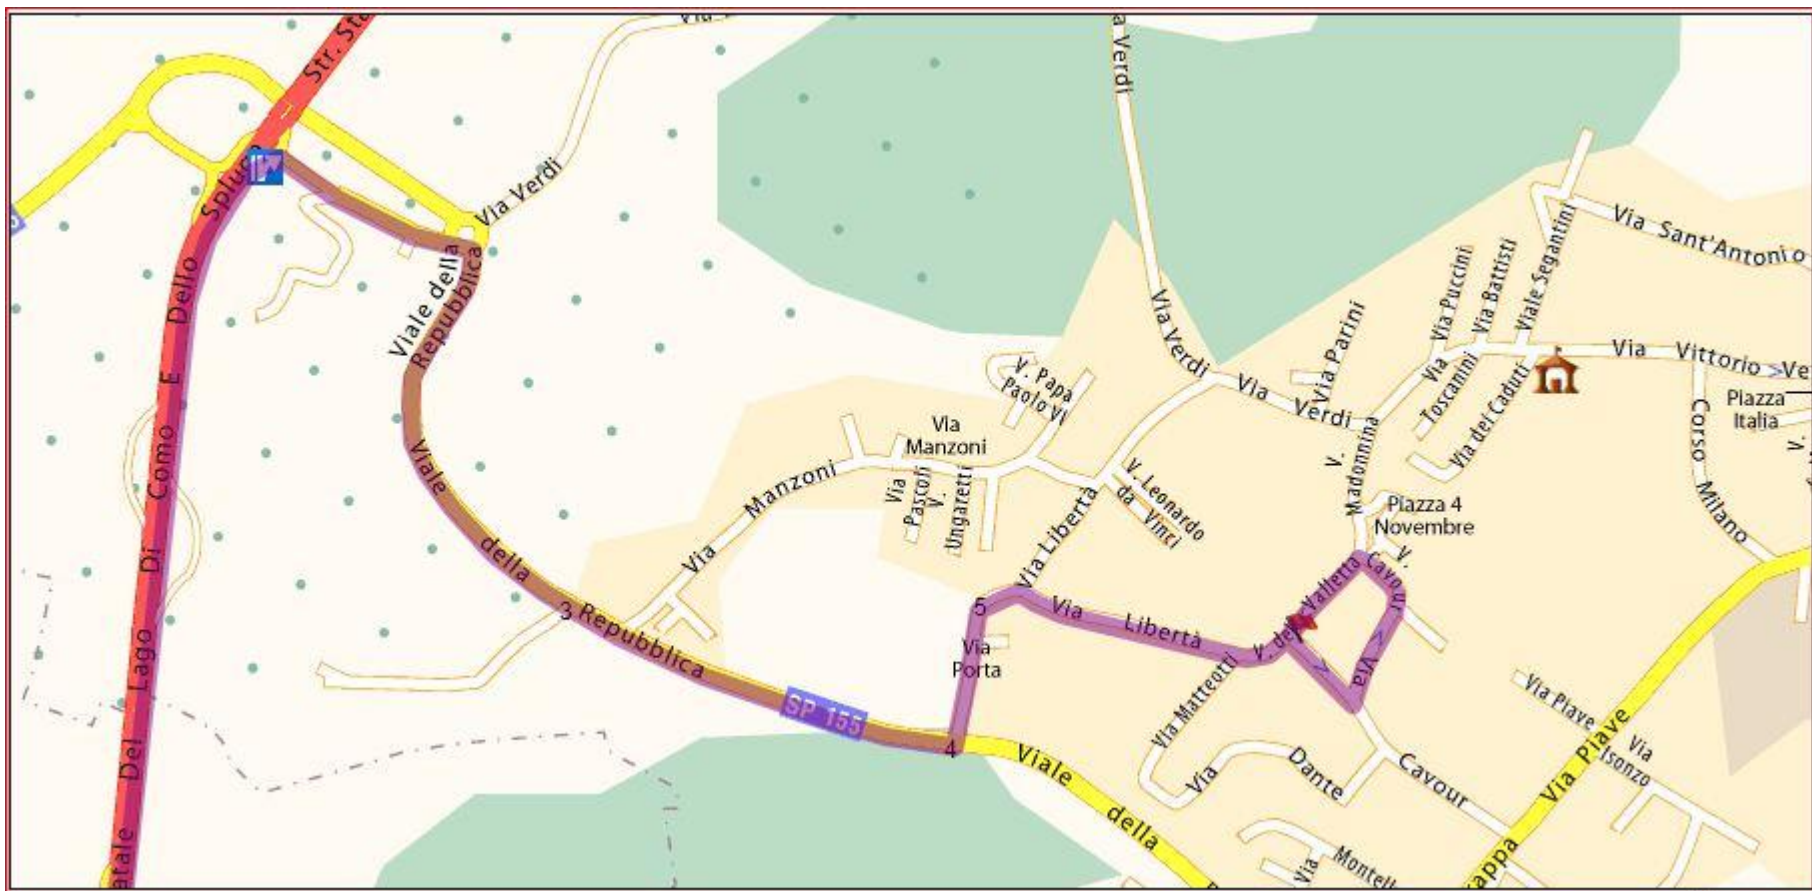 Str. Sta
Via Verdi
a Verdi
Spluga
Dello
E
Como
Di
Lago
Del
atale
Viale della
Repubblica
Viale
della
3
Repubblica
SP 155
4
Viale
della
Via Verdi
Via
Verdi
Via Parini
Via Puccini
Via Battisti
Viale Segantini
Via Sant'Antonio
Via
Toscanini
Via dei Caduti
Via Vittorio Ve
Piazza
Italia
V.
Corso
Milano
V. Papa
Paolo VI
Via
Manzoni
Via
Manzoni
Via
Pascoli
V.
Ungaretti
V. Leonardo
da Vinci
Via Libertà
V.
Madonnina
Piazza 4
Novembre
V.
Cavour
5
Via
Libertà
Via
Porta
V. della
Valletta
Via
Via Matteotti
Via
Dante
Cavour
Via Piave
Via
Isonzo
Via Piave
appa
Via
Montell